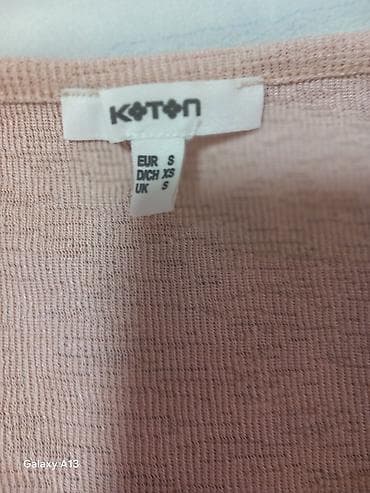 KOTON
EUR S
D/CH XS
UK S
Galaxy A13